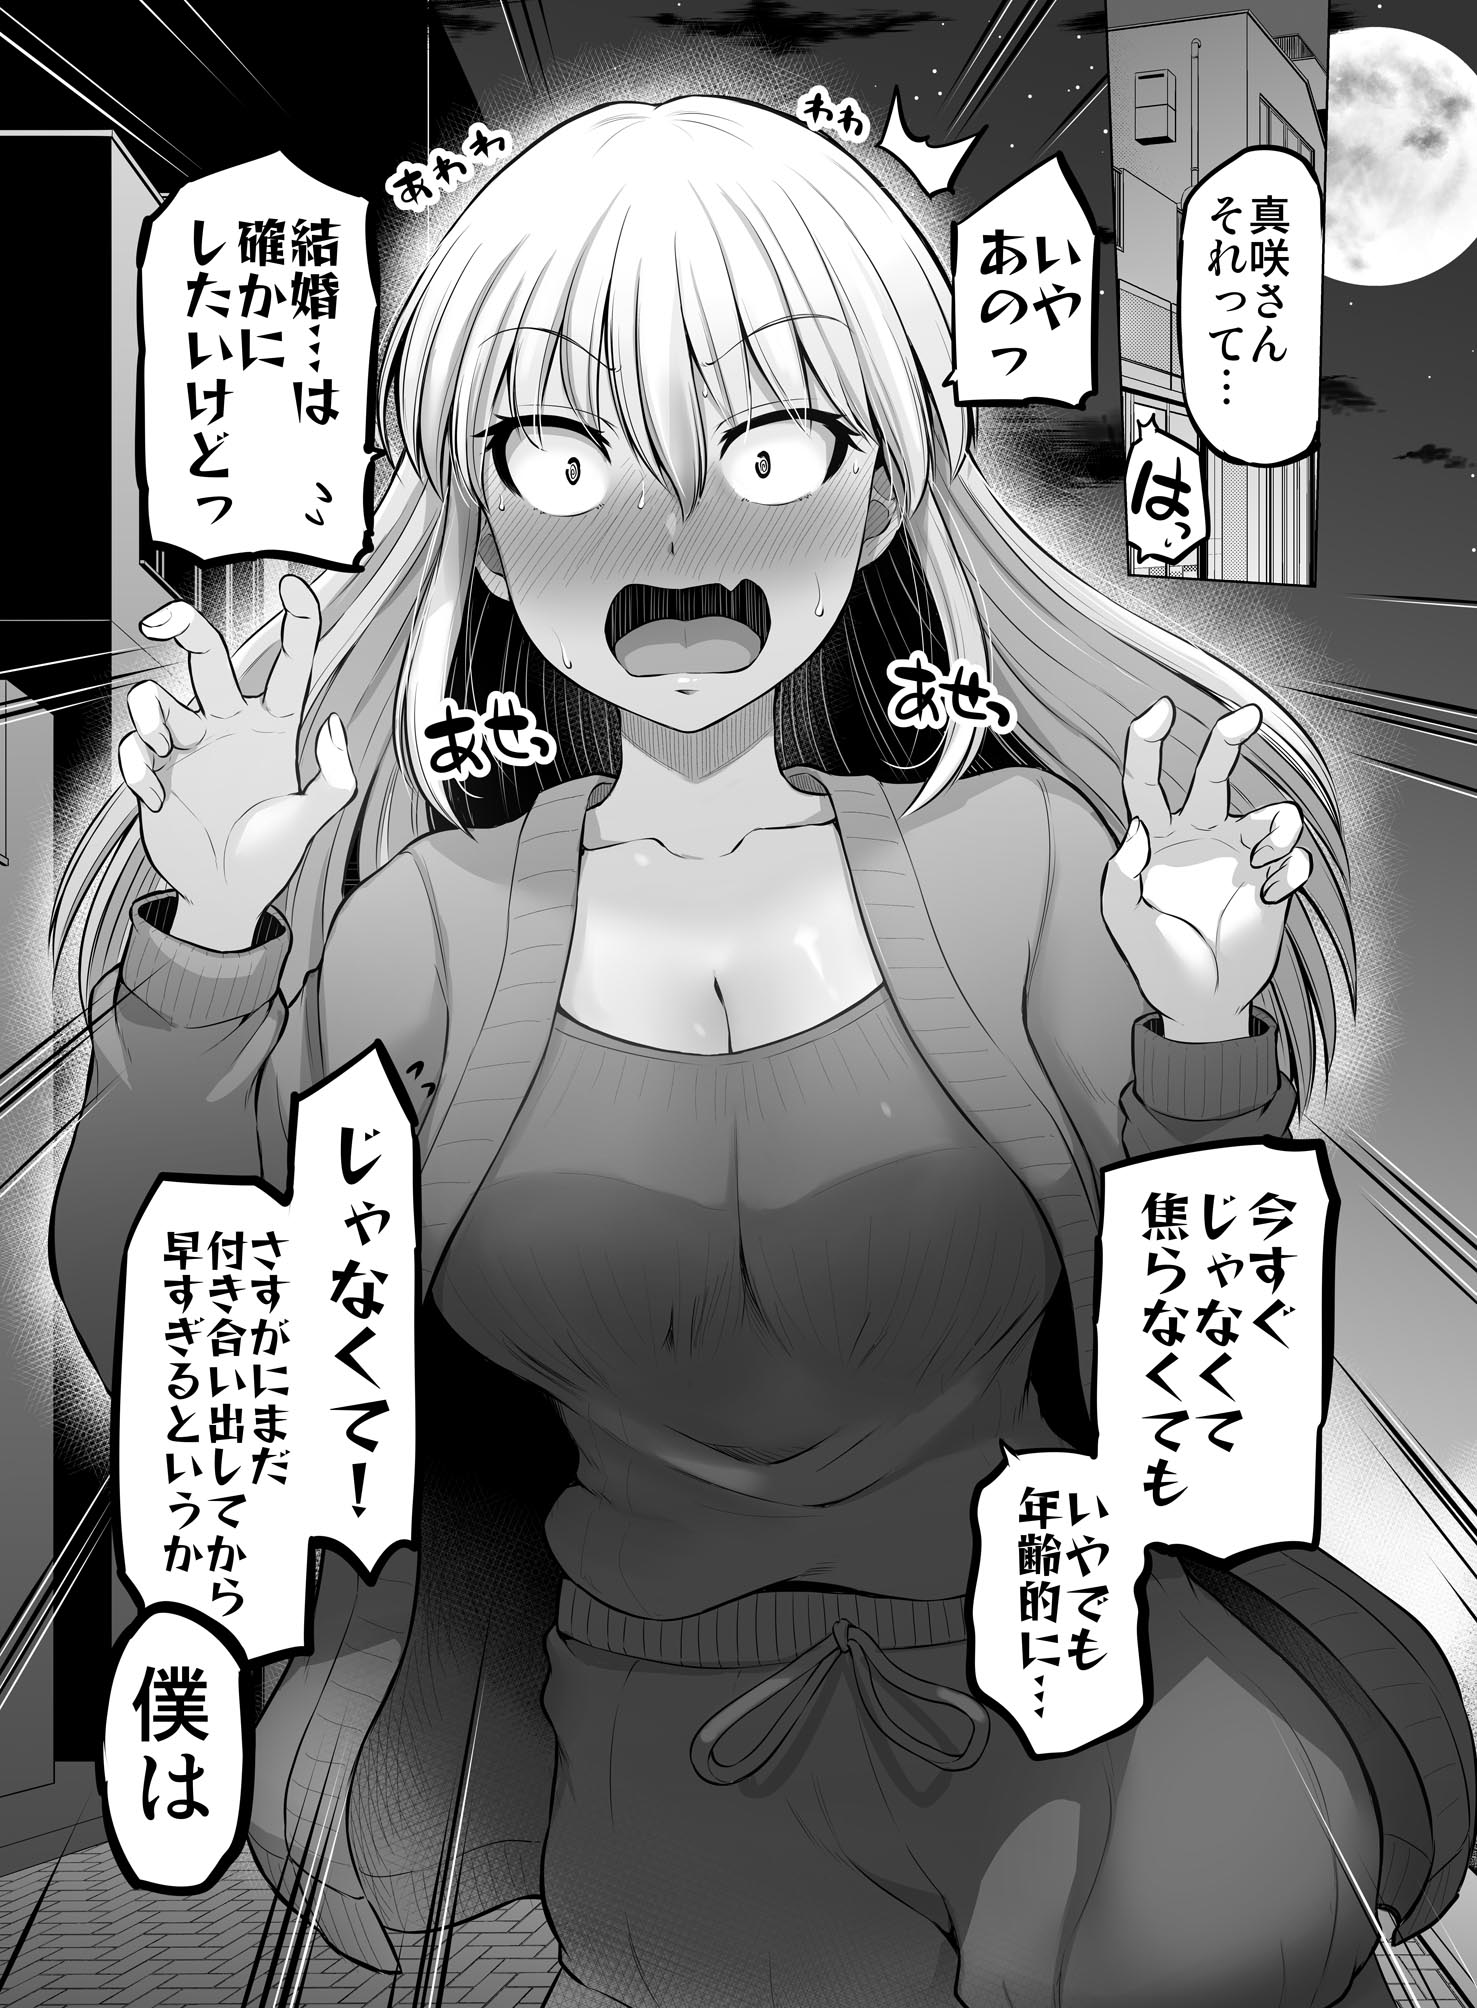 真咲さん
それって…
はっ
いや
あのっ
わわ
あわわ
結婚…は
確かに
したいけどっ
あせっ
あせっ
今すぐ
じゃなくて
焦らなくても
いやでも
年齢的に…
じゃなくて！
さすがにまだ
付き合い出してから
早すぎるというか
僕は